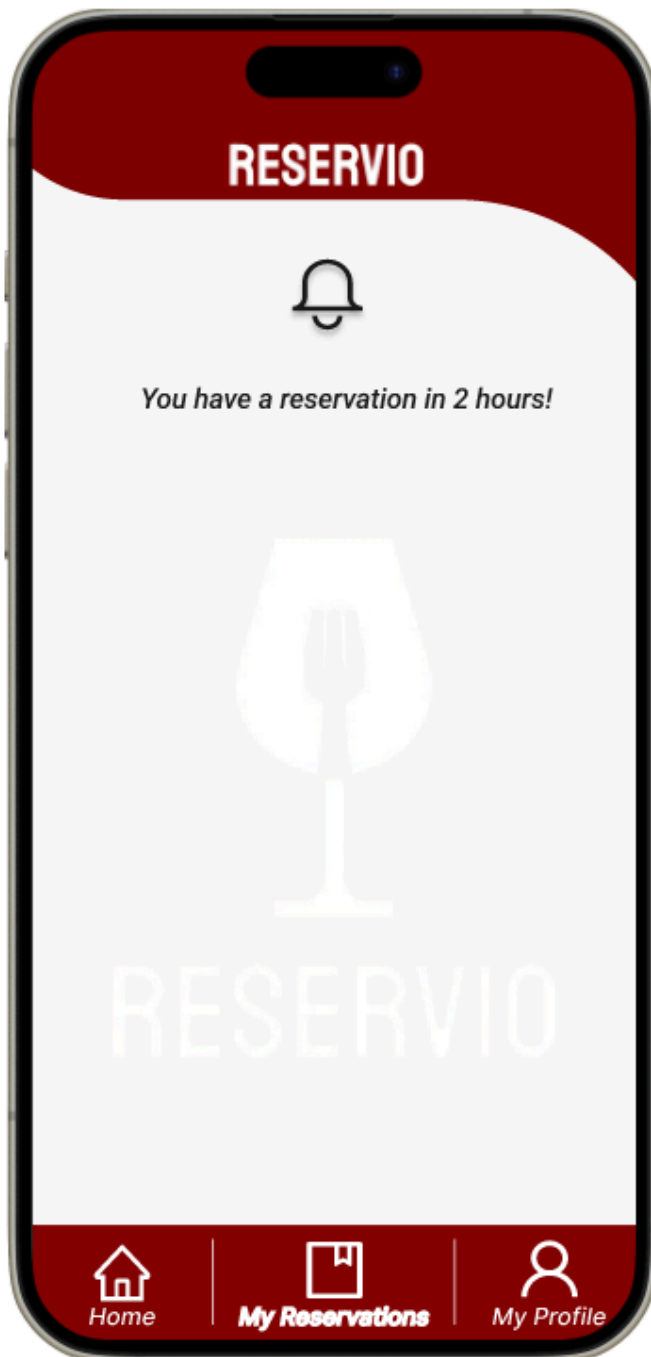 RESERVIO
You have a reservation in 2 hours!
RESERVIO
Home
My Reservations
My Profile